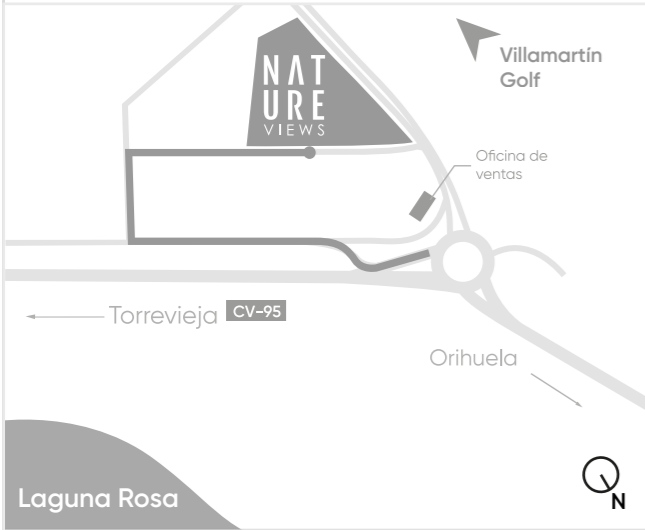 NAT
URE
VIEWS
Villamartín
Golf
Oficina de
ventas
Torrevieja CV-95
Orihuela
Laguna Rosa
N